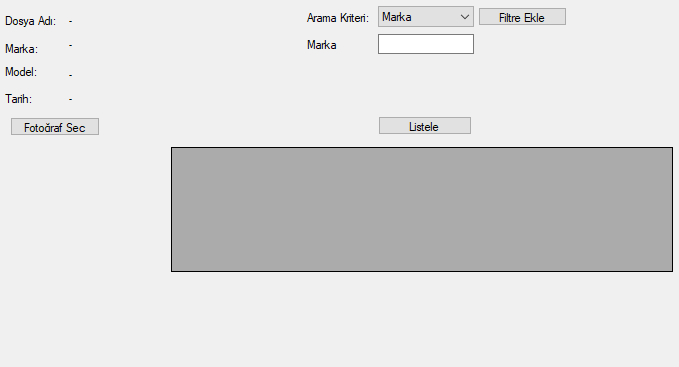 Dosya Adı: -
Marka: -
Model: -
Tarih: -
Fotoğraf Sec
Arama Kriteri: Marka Filtre Ekle
Marka
Listele